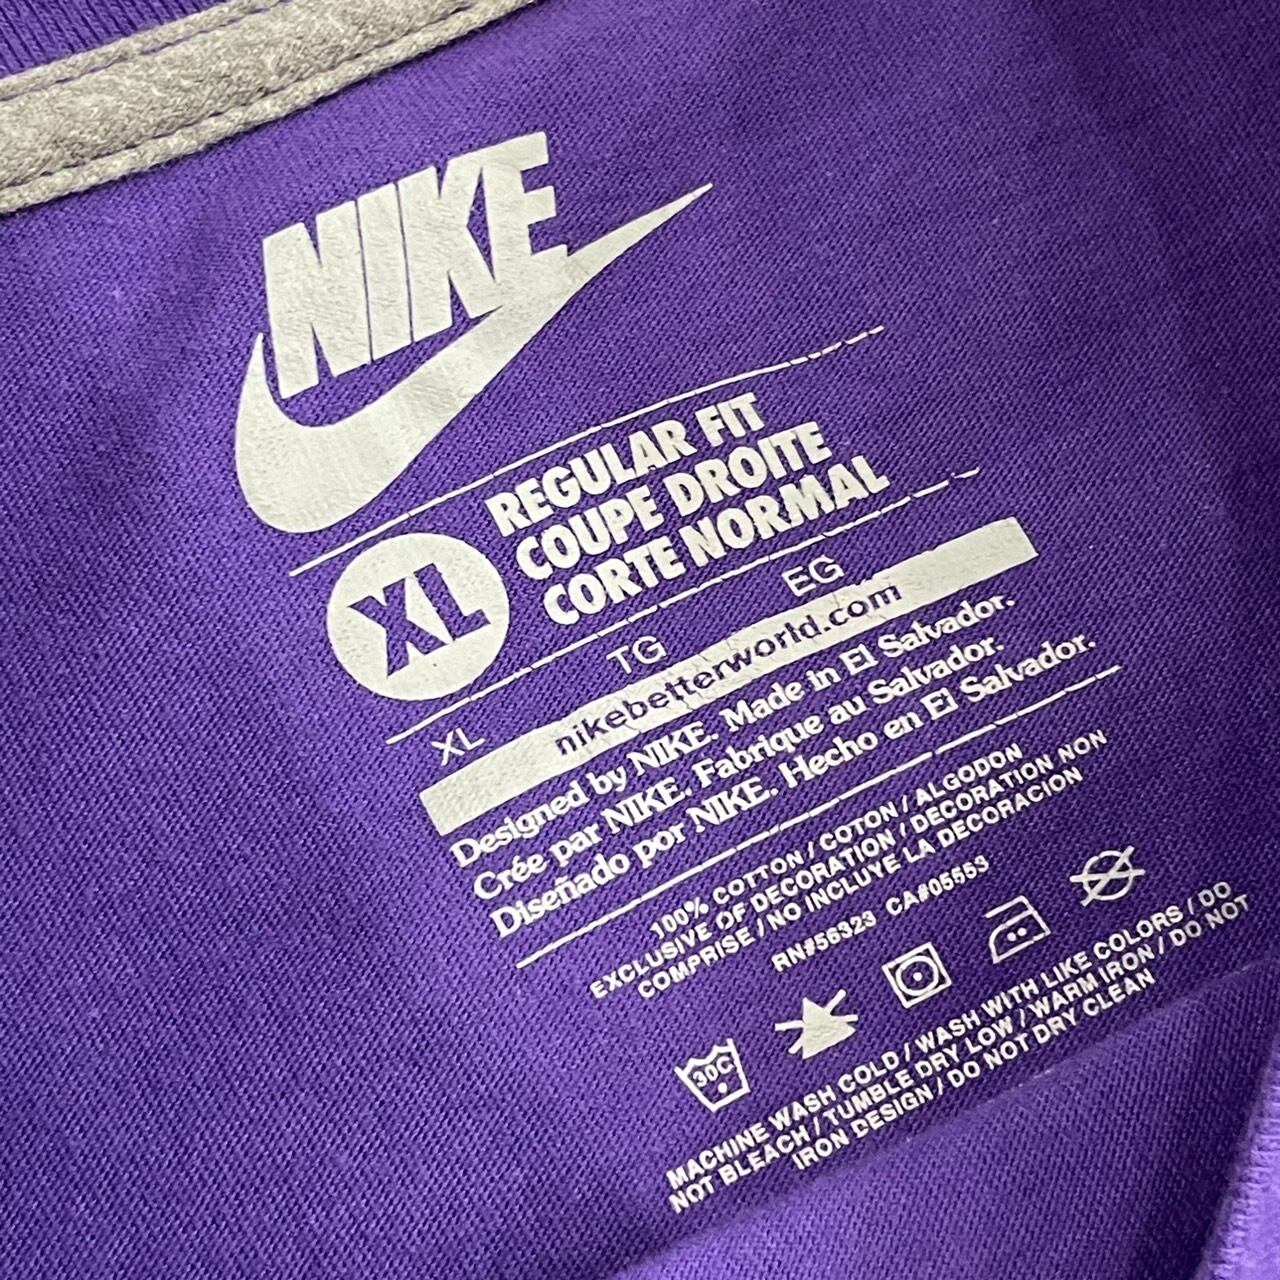 NIKE
REGULAR FIT
COUPE DROITE
CORTE NORMAL
XL
XL TG EG
nikebetterworld.com
Designed by NIKE. Made in El Salvador.
Crée par NIKE. Fabrique au Salvador.
Diseñado por NIKE. Hecho en El Salvador.
100% COTTON / COTON / ALGODON
EXCLUSIVE OF DECORATION / DECORATION NON
COMPRISE / NO INCLUYE LA DECORACION
RN#56323 CA#05553
30C
MACHINE WASH COLD / WASH WITH LIKE COLORS / DO
NOT BLEACH / TUMBLE DRY LOW / WARM IRON / DO NOT
IRON DESIGN / DO NOT DRY CLEAN